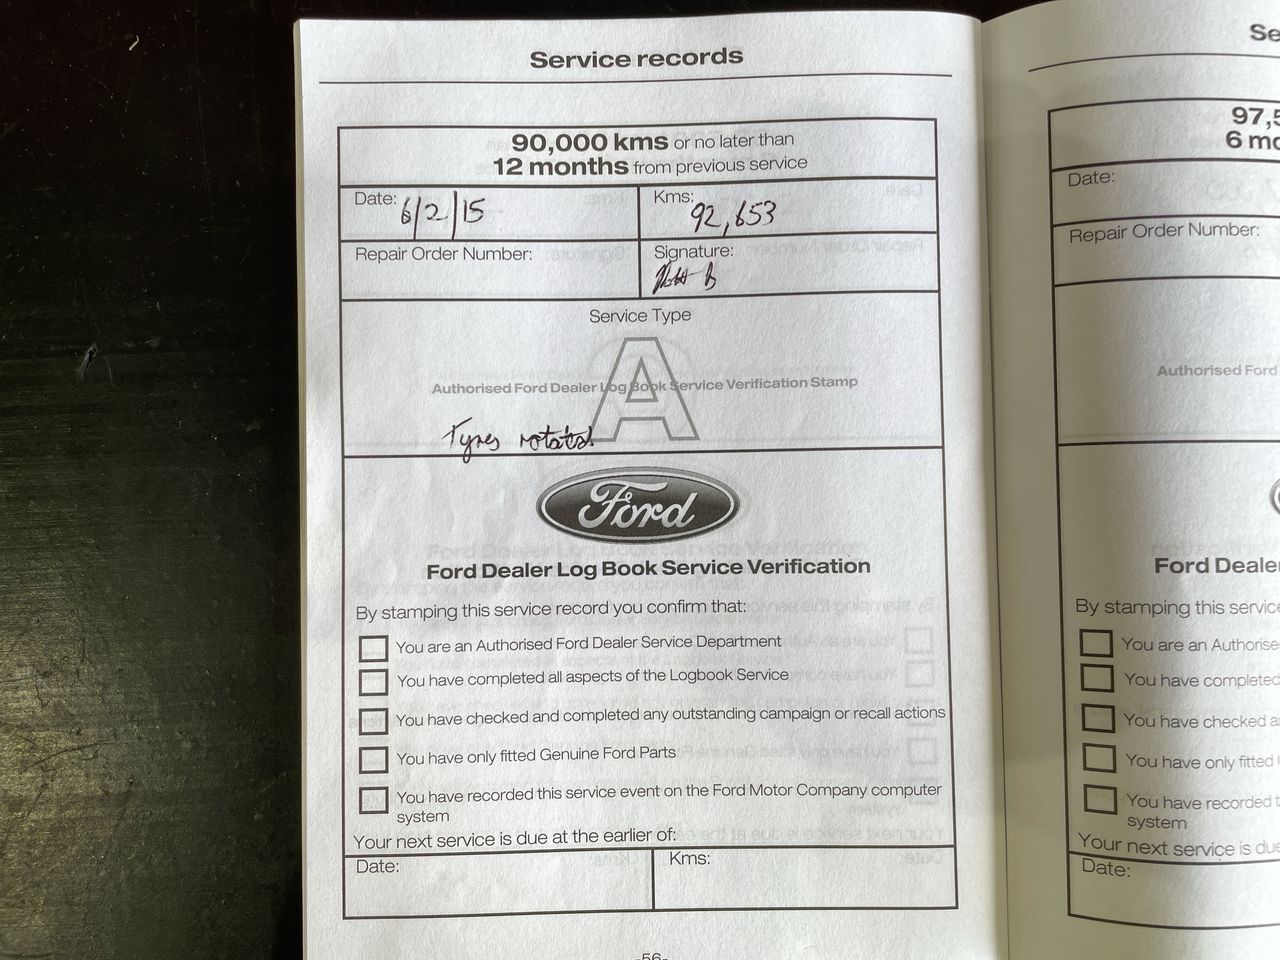 Service records
90,000 kms or no later than
12 months from previous service
Date: 6/2/15
Kms: 92,653
Repair Order Number:
Signature:
Service Type
A
Authorised Ford Dealer Log Book Service Verification Stamp
Tyres rotated.
Ford
Ford Dealer Log Book Service Verification
By stamping this service record you confirm that:
You are an Authorised Ford Dealer Service Department
You have completed all aspects of the Logbook Service
You have checked and completed any outstanding campaign or recall actions
You have only fitted Genuine Ford Parts
You have recorded this service event on the Ford Motor Company computer
system
Your next service is due at the earlier of:
Date:
Kms:
-56-
Se
97,5
6 mo
Date:
Repair Order Number:
Authorised Ford
Ford Deale
By stamping this servic
You are an Authorise
You have completed
You have checked a
You have only fitted
You have recorded t
system
Your next service is due
Date: